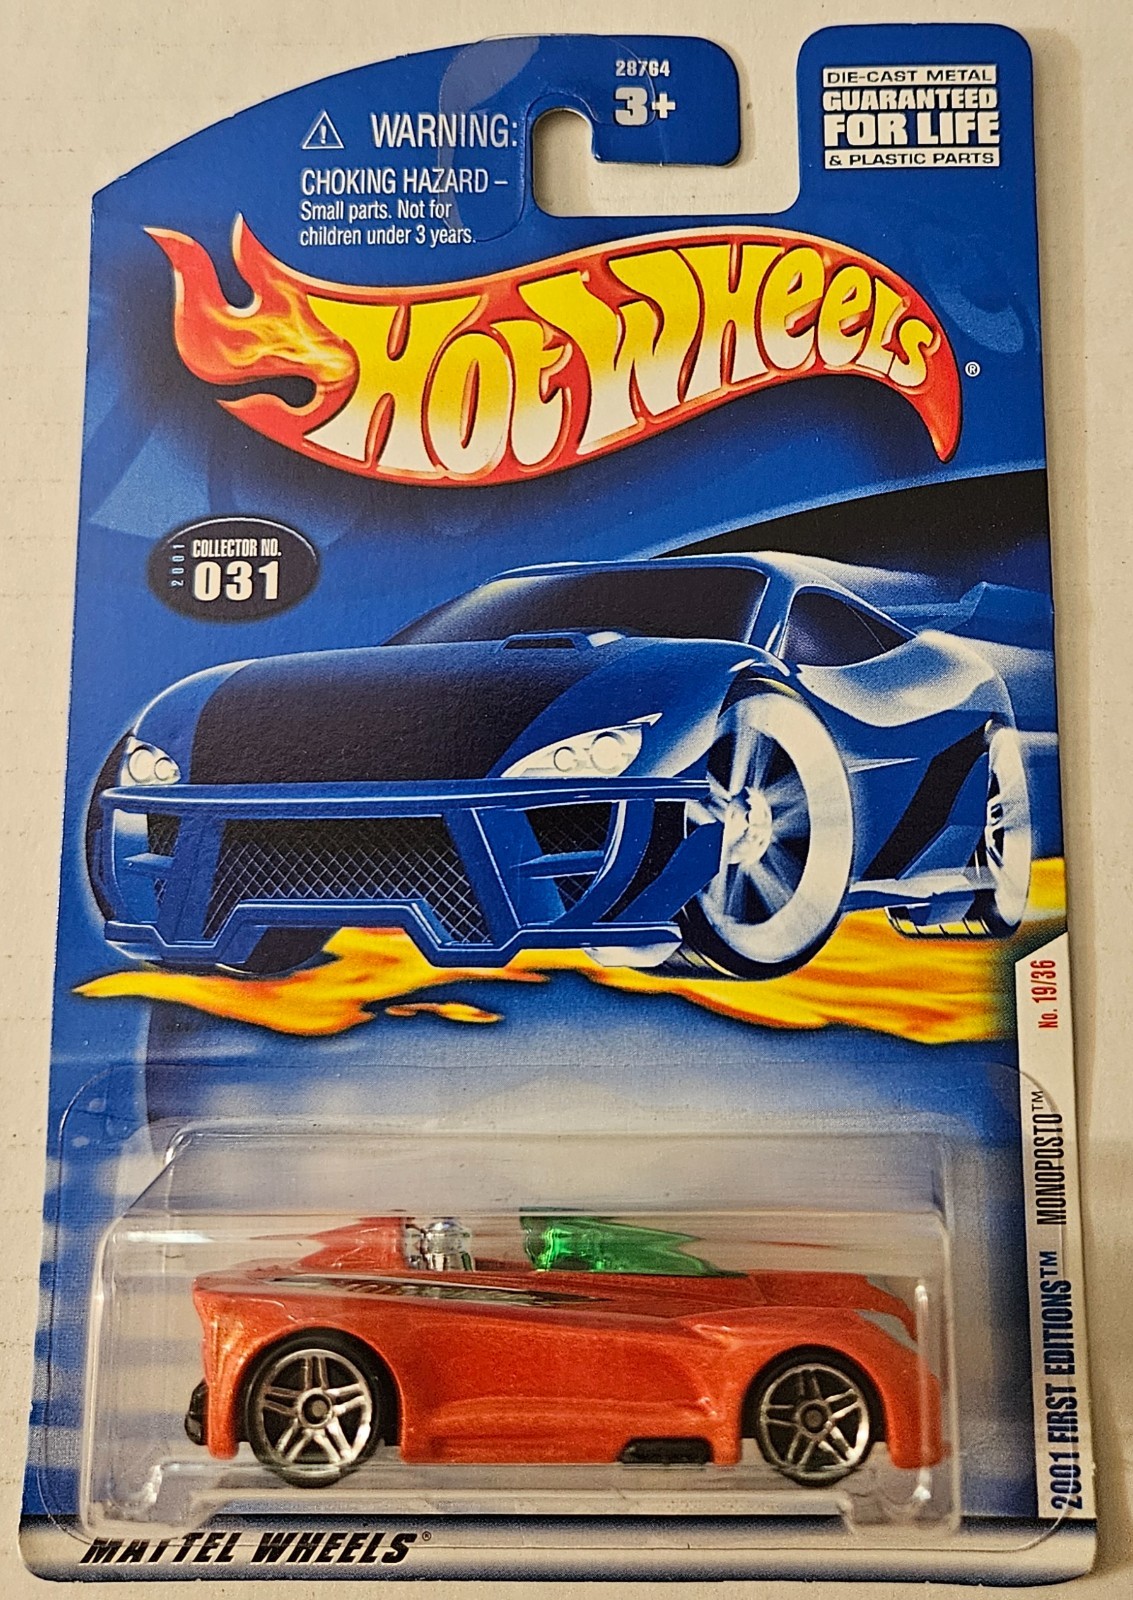 28764
3+
DIE-CAST METAL
GUARANTEED
FOR LIFE
& PLASTIC PARTS
⚠ WARNING:
CHOKING HAZARD –
Small parts. Not for
children under 3 years.
HOT WHEELS®
2001
COLLECTOR NO.
031
No. 19/36
2001 FIRST EDITIONS™ MONOPOSTO™
MATTEL WHEELS®